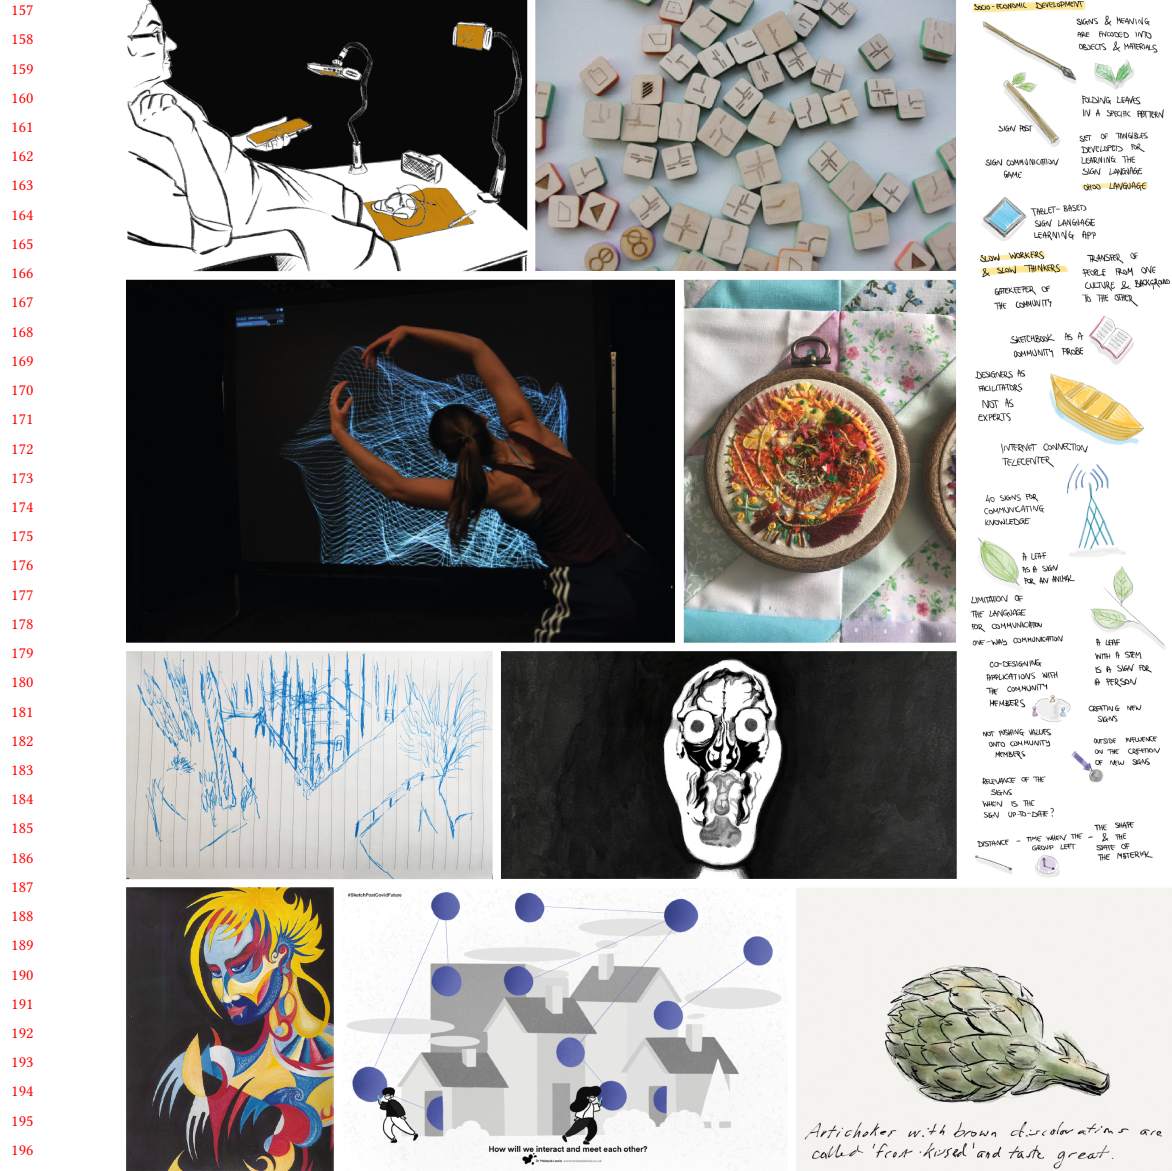 157
158
159
160
161
162
163
164
165
166
167
168
169
170
171
172
173
174
175
176
177
178
179
180
181
182
183
184
185
186
187
188
189
190
191
192
193
194
195
196
SOCIO-ECONOMIC DEVELOPMENT
SIGNS & MEANING
ARE ENCODED INTO
OBJECTS & MATERIALS
FOLDING LEAVES
IN A SPECIFIC PATTERN
SIGN POST
SET OF TANGIBLES
DEVELOPED FOR
LEARNING THE
SIGN LANGUAGE
OROO LANGUAGE
SIGN COMMUNICATION
GAME
TABLET-BASED
SIGN LANGUAGE
LEARNING APP
SLOW WORKERS
& SLOW THINKERS
TRANSFER OF
PEOPLE FROM ONE
CULTURE & BACKGROUND
TO THE OTHER
GATEKEEPER OF
THE COMMUNITY
SKETCHBOOK AS A
COMMUNITY PROBE
DESIGNERS AS
FACILITATORS
NOT AS
EXPERTS
INTERNET CONNECTION
TELECENTER
40 SIGNS FOR
COMMUNICATING
KNOWLEDGE
A LEAF
AS A SIGN
FOR AN ANIMAL
LIMITATION OF
THE LANGUAGE
FOR COMMUNICATION
ONE-WAY COMMUNICATION
A LEAF
WITH A STEM
IS A SIGN FOR
A PERSON
CO-DESIGNING
APPLICATIONS WITH
THE COMMUNITY
MEMBERS
CREATING NEW
SIGNS
NOT PUSHING VALUES
ONTO COMMUNITY
MEMBERS
OUTSIDE INFLUENCE
ON THE CREATION
OF NEW SIGNS
RELEVANCE OF THE
SIGNS
WHEN IS THE
SIGN UP-TO-DATE?
DISTANCE - TIME WHEN THE - & THE
GROUP LEFT
THE SHAPE
STATE OF
THE MATERIAL
#SketchPostCovidFuture
How will we interact and meet each other?
Artichokes with brown discolorations are
called 'frost-kissed' and taste great.